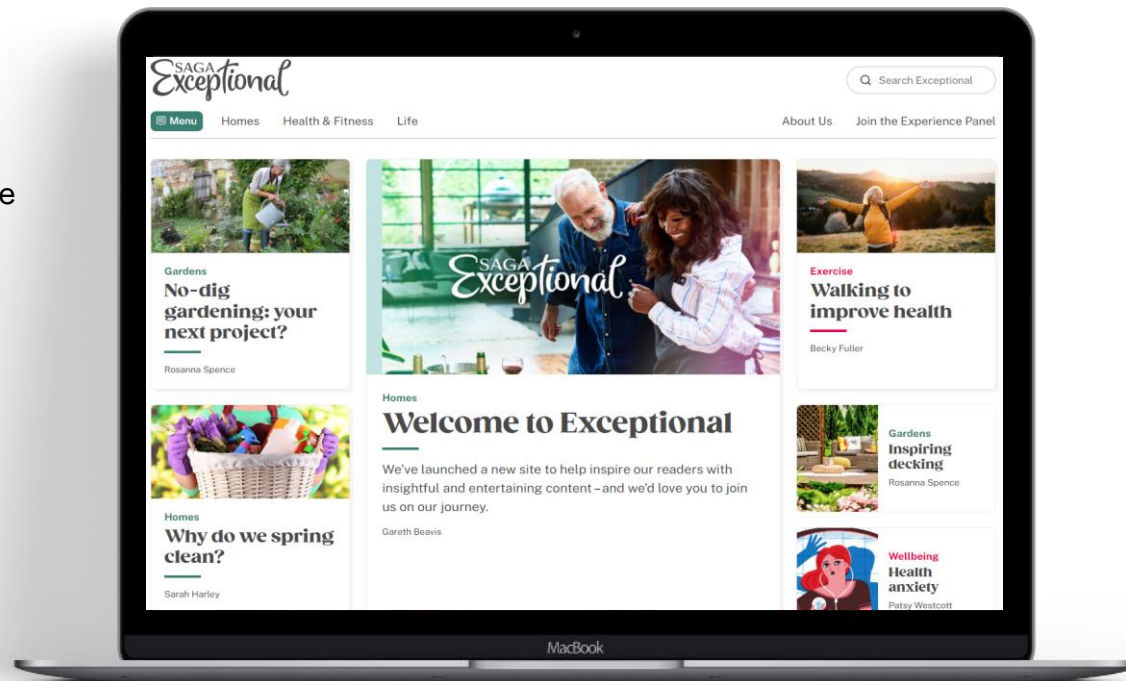 e
SAGA
Exceptional
Search Exceptional
Menu Homes Health & Fitness Life About Us Join the Experience Panel
Gardens
No-dig
gardening: your
next project?
Rosanna Spence
Homes
Why do we spring
clean?
Sarah Harley
SAGA
Exceptional
Homes
Welcome to Exceptional
We've launched a new site to help inspire our readers with
insightful and entertaining content – and we'd love you to join
us on our journey.
Gareth Beavis
Exercise
Walking to
improve health
Becky Fuller
Gardens
Inspiring
decking
Rosanna Spence
Wellbeing
Health
anxiety
Patsy Westcott
MacBook